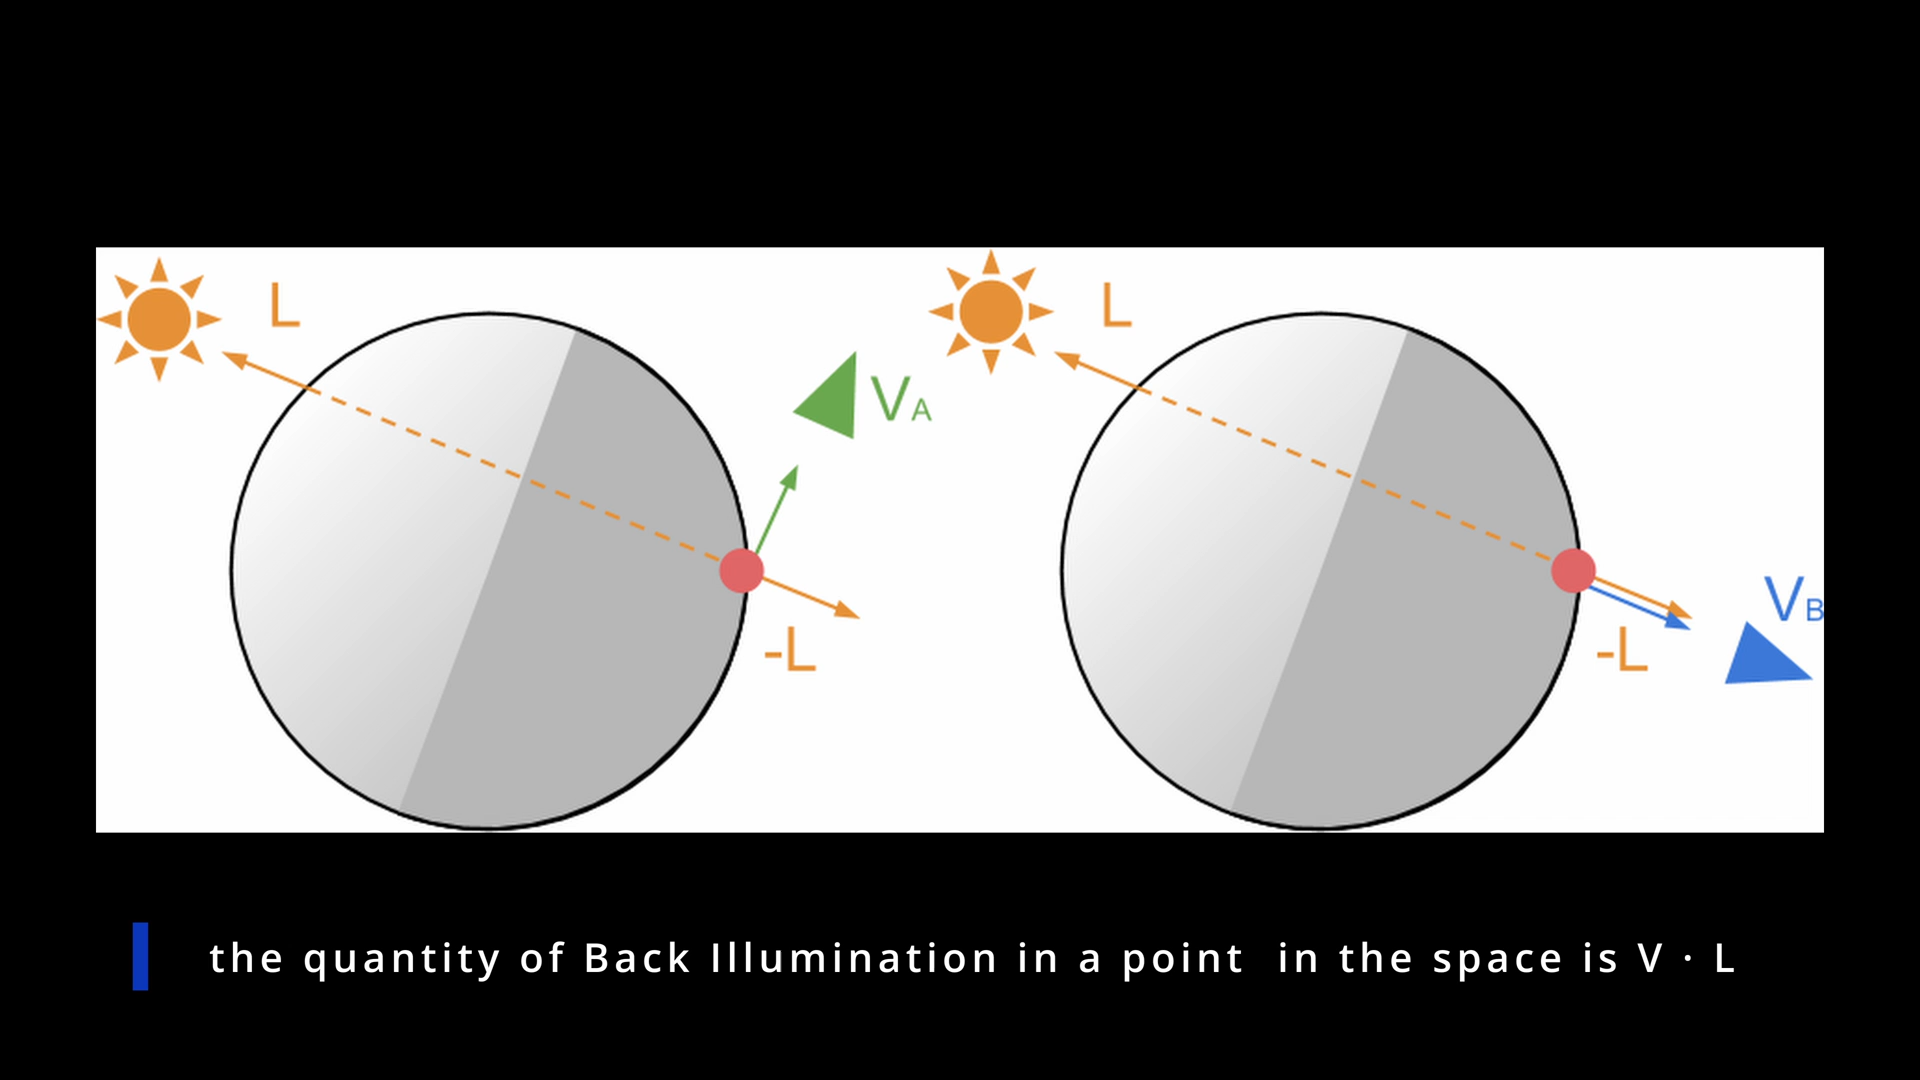 L
VA
-L
L
VB
-L
the quantity of Back Illumination in a point  in the space is V · L